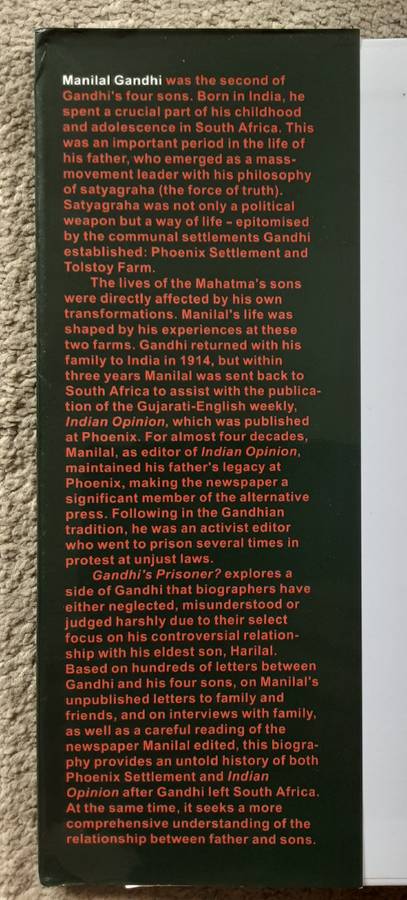 Manilal Gandhi was the second of
Gandhi's four sons. Born in India, he
spent a crucial part of his childhood
and adolescence in South Africa. This
was an important period in the life of
his father, who emerged as a mass-
movement leader with his philosophy
of satyagraha (the force of truth).
Satyagraha was not only a political
weapon but a way of life – epitomised
by the communal settlements Gandhi
established: Phoenix Settlement and
Tolstoy Farm.
The lives of the Mahatma's sons
were directly affected by his own
transformations. Manilal's life was
shaped by his experiences at these
two farms. Gandhi returned with his
family to India in 1914, but within
three years Manilal was sent back to
South Africa to assist with the publica-
tion of the Gujarati-English weekly,
Indian Opinion, which was published
at Phoenix. For almost four decades,
Manilal, as editor of Indian Opinion,
maintained his father's legacy at
Phoenix, making the newspaper a
significant member of the alternative
press. Following in the Gandhian
tradition, he was an activist editor
who went to prison several times in
protest at unjust laws.
Gandhi's Prisoner? explores a
side of Gandhi that biographers have
either neglected, misunderstood or
judged harshly due to their select
focus on his controversial relation-
ship with his eldest son, Harilal.
Based on hundreds of letters between
Gandhi and his four sons, on Manilal's
unpublished letters to family and
friends, and on interviews with family,
as well as a careful reading of the
newspaper Manilal edited, this biogra-
phy provides an untold history of both
Phoenix Settlement and Indian
Opinion after Gandhi left South Africa.
At the same time, it seeks a more
comprehensive understanding of the
relationship between father and sons.